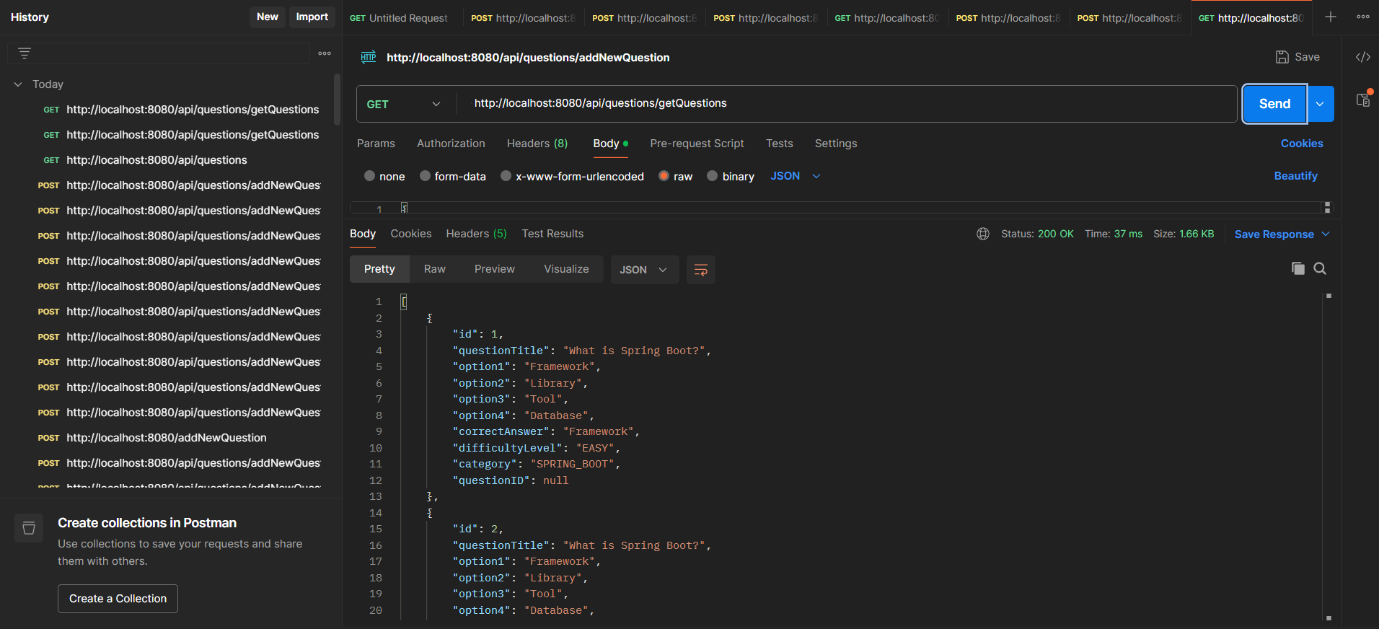 History
New
Import
Today
GET http://localhost:8080/api/questions/getQuestions
GET http://localhost:8080/api/questions/getQuestions
GET http://localhost:8080/api/questions
POST http://localhost:8080/api/questions/addNewQues
POST http://localhost:8080/api/questions/addNewQues
POST http://localhost:8080/api/questions/addNewQues
POST http://localhost:8080/api/questions/addNewQues
POST http://localhost:8080/api/questions/addNewQues
POST http://localhost:8080/api/questions/addNewQues
POST http://localhost:8080/api/questions/addNewQues
POST http://localhost:8080/api/questions/addNewQues
POST http://localhost:8080/api/questions/addNewQues
POST http://localhost:8080/api/questions/addNewQues
POST http://localhost:8080/addNewQuestion
POST http://localhost:8080/api/questions/addNewQues
POST http://localhost:8080/api/questions/addNewQues
Create collections in Postman
Use collections to save your requests and share
them with others.
Create a Collection
GET Untitled Request
POST http://localhost:8
POST http://localhost:8
POST http://localhost:8
GET http://localhost:80
POST http://localhost:8
POST http://localhost:8
GET http://localhost:80
HTTP http://localhost:8080/api/questions/addNewQuestion
Save
GET http://localhost:8080/api/questions/getQuestions
Send
Params Authorization Headers (8) Body Pre-request Script Tests Settings Cookies
none form-data x-www-form-urlencoded raw binary JSON Beautify
1 {
Body Cookies Headers (5) Test Results Status: 200 OK Time: 37 ms Size: 1.66 KB Save Response
Pretty Raw Preview Visualize JSON
1 [
2 {
3 "id": 1,
4 "questionTitle": "What is Spring Boot?",
5 "option1": "Framework",
6 "option2": "Library",
7 "option3": "Tool",
8 "option4": "Database",
9 "correctAnswer": "Framework",
10 "difficultyLevel": "EASY",
11 "category": "SPRING_BOOT",
12 "questionID": null
13 },
14 {
15 "id": 2,
16 "questionTitle": "What is Spring Boot?",
17 "option1": "Framework",
18 "option2": "Library",
19 "option3": "Tool",
20 "option4": "Database",